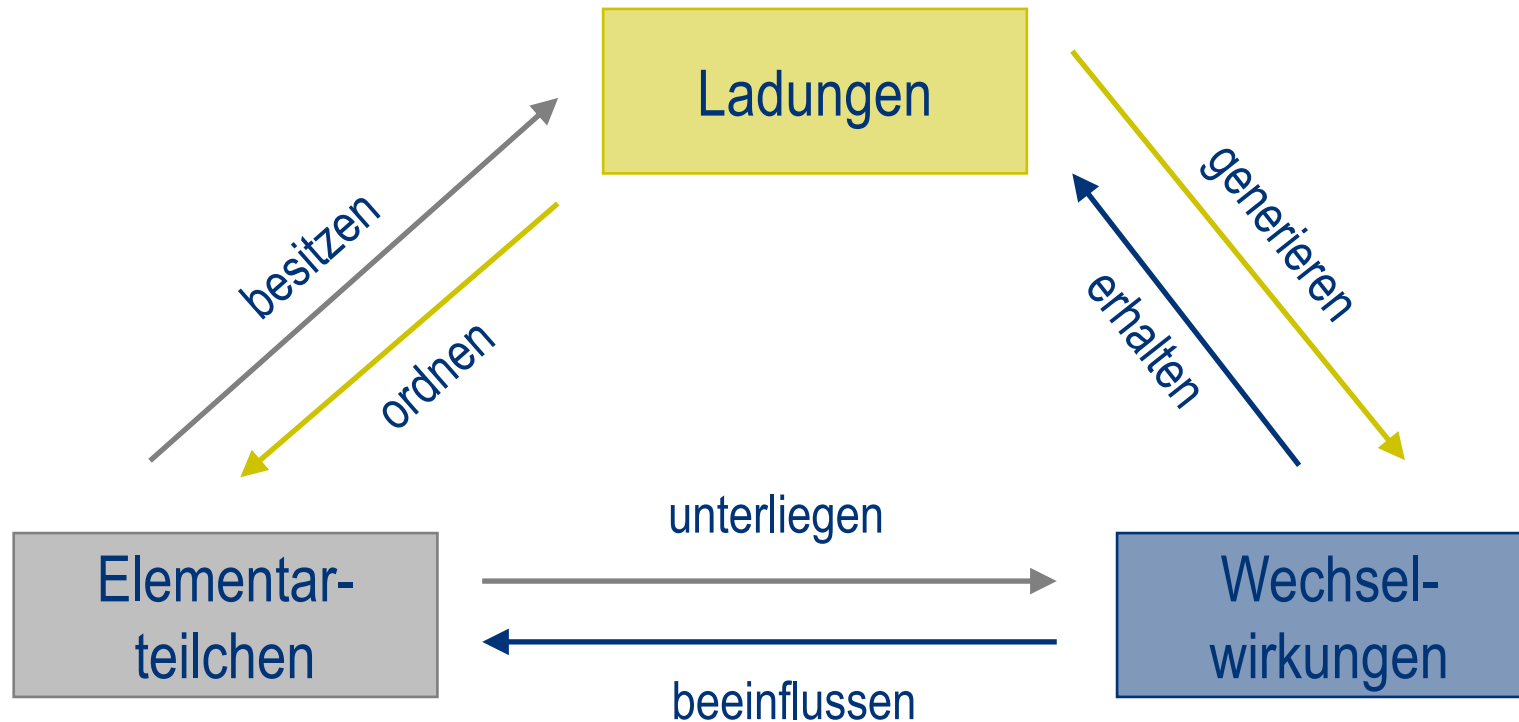 Ladungen
besitzen
ordnen
generieren
erhalten
unterliegen
Elementar-
teilchen
Wechsel-
wirkungen
beeinflussen